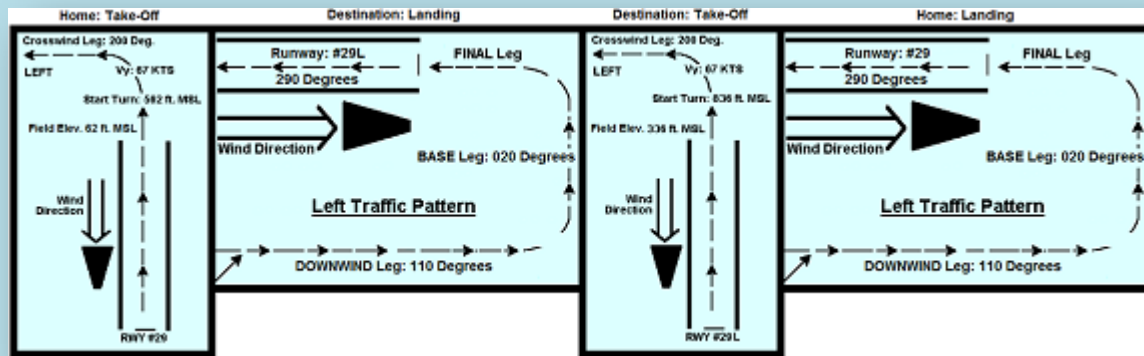 Home: Take-Off
Crosswind Leg: 200 Deg.
LEFT
Vy: 67 KTS
Start Turn: 562 ft. MSL
Field Elev. 62 ft. MSL
Wind
Direction
RWY #29
Destination: Landing
Runway: #29L
290 Degrees
FINAL Leg
Wind Direction
BASE Leg: 020 Degrees
Left Traffic Pattern
DOWNWIND Leg: 110 Degrees
Destination: Take-Off
Crosswind Leg: 200 Deg.
LEFT
Vy: 67 KTS
Start Turn: 836 ft. MSL
Field Elev. 336 ft. MSL
Wind
Direction
RWY #29L
Home: Landing
Runway: #29
290 Degrees
FINAL Leg
Wind Direction
BASE Leg: 020 Degrees
Left Traffic Pattern
DOWNWIND Leg: 110 Degrees